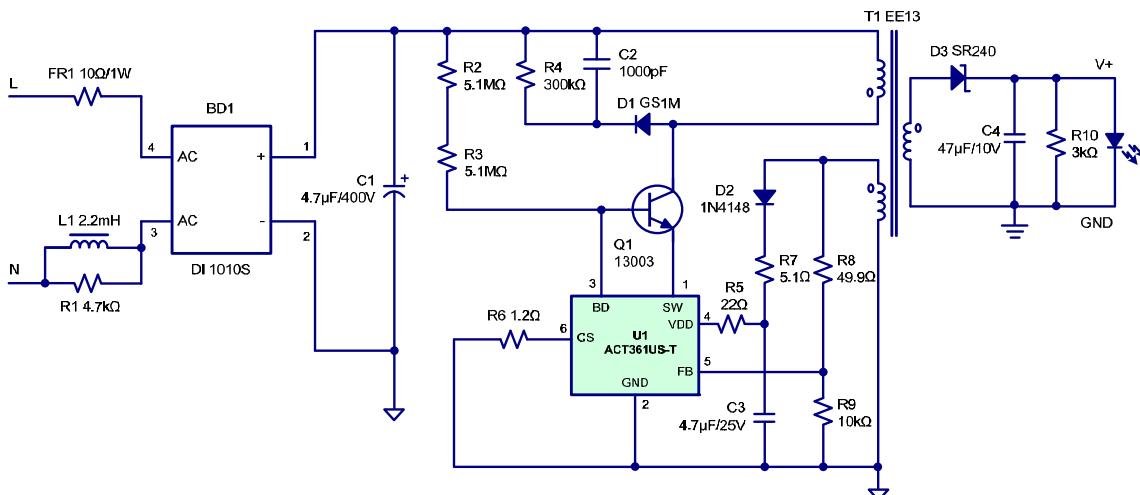 T1 EE13
FR1 10Ω/1W
L
BD1
4
AC
+
1
AC
-
3
2
DI 1010S
L1 2.2mH
N
R1 4.7kΩ
C1
4.7µF/400V
+
R2
5.1MΩ
R3
5.1MΩ
R4
300kΩ
C2
1000pF
D1 GS1M
Q1
13003
D2
1N4148
R7
5.1Ω
R8
49.9Ω
R5
22Ω
R6 1.2Ω
3
1
BD
SW
6
CS
VDD
4
U1
ACT361US-T
FB
5
GND
2
C3
4.7µF/25V
R9
10kΩ
D3 SR240
V+
C4
47µF/10V
R10
3kΩ
GND